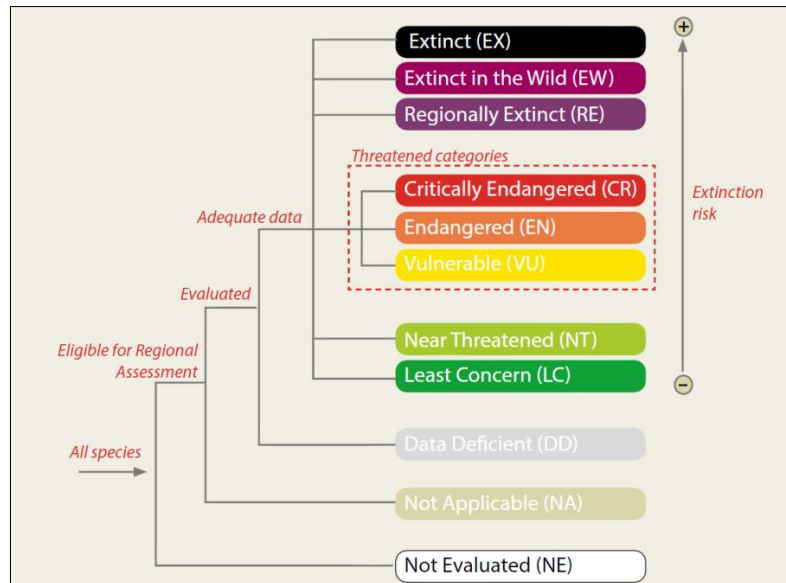 Extinct (EX)
Extinct in the Wild (EW)
Regionally Extinct (RE)
Threatened categories
Critically Endangered (CR)
Endangered (EN)
Vulnerable (VU)
Adequate data
Extinction
risk
+
Evaluated
Near Threatened (NT)
Eligible for Regional
Assessment
Least Concern (LC)
−
All species
Data Deficient (DD)
Not Applicable (NA)
Not Evaluated (NE)